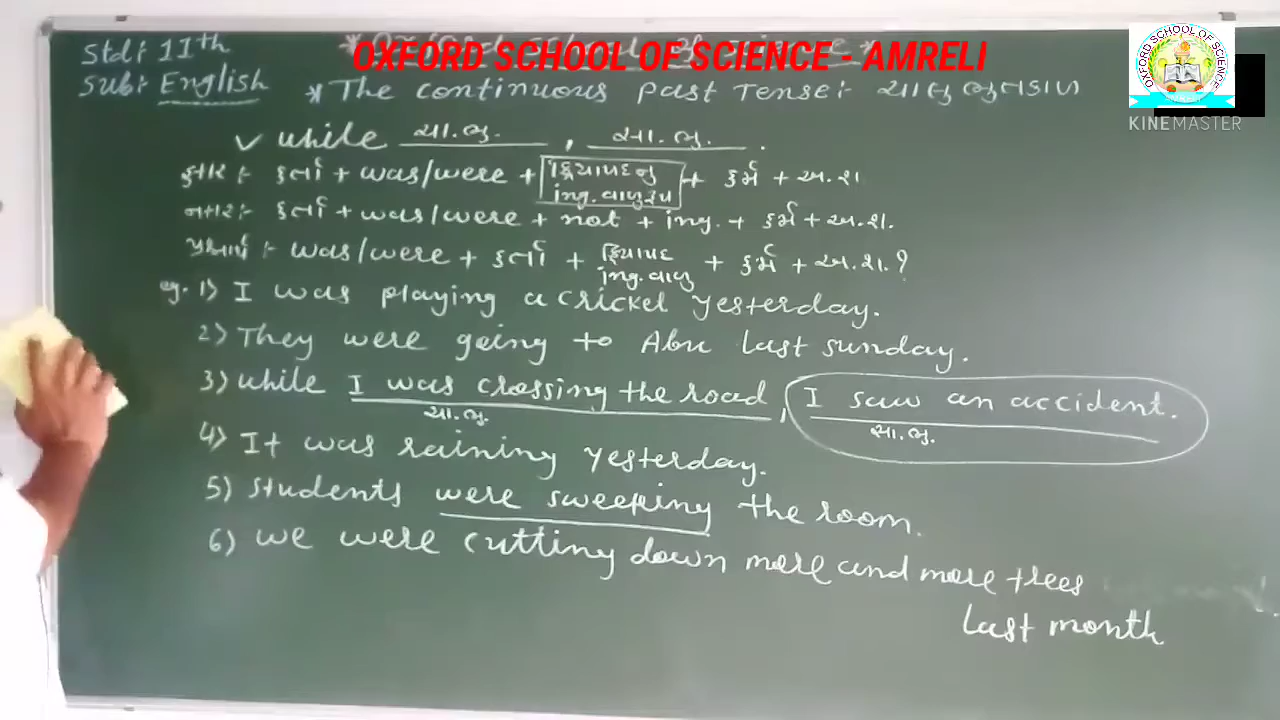 OXFORD SCHOOL OF SCIENCE - AMRELI
OXFORD SCHOOL OF SCIENCE
KINEMASTER
Std: 11th
Sub: English
* The continuous past Tense :- ચાલુ ભૂતકાળ
✓ while સા.ભૂ. , સા.ભૂ. .
હકાર :- કર્તા + was/were + ક્રિયાપદનું ing. વાળુ રૂપ + કર્મ + અ.શ.
નકાર :- કર્તા + was/were + not + ing. + કર્મ + અ.શ.
પ્રશ્નાર્થ :- was/were + કર્તા + ક્રિયાપદ ing. વાળુ + કર્મ + અ.શ.?
eg. 1) I was playing a cricket yesterday.
2) They were going to Abu last sunday.
3) while I was crossing the road, I saw an accident.
ચા.ભૂ. સા.ભૂ.
4) It was raining yesterday.
5) students were sweeping the room.
6) we were cutting down more and more trees
last month